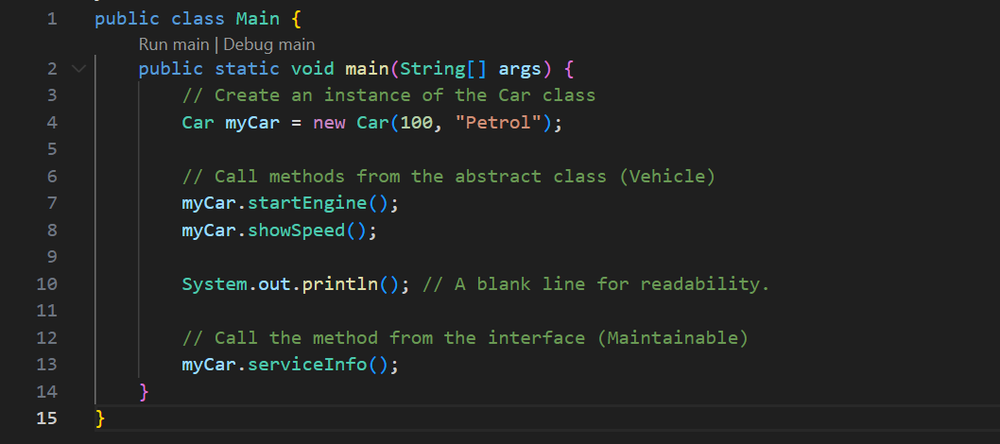 1 public class Main {
Run main | Debug main
2 public static void main(String[] args) {
3 // Create an instance of the Car class
4 Car myCar = new Car(100, "Petrol");
5
6 // Call methods from the abstract class (Vehicle)
7 myCar.startEngine();
8 myCar.showSpeed();
9
10 System.out.println(); // A blank line for readability.
11
12 // Call the method from the interface (Maintainable)
13 myCar.serviceInfo();
14 }
15 }